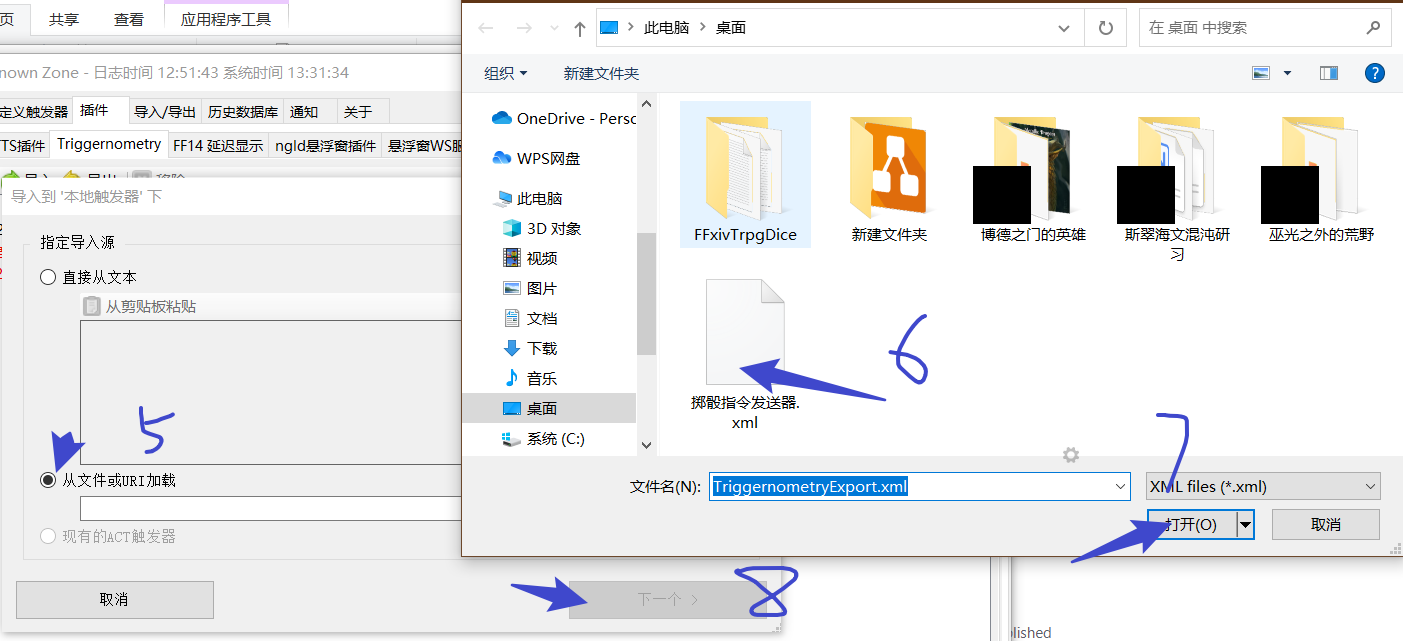 页 共享 查看 应用程序工具
nown Zone - 日志时间 12:51:43 系统时间 13:31:34
定义触发器 插件 导入/导出 历史数据库 通知 关于
TS插件 Triggernometry FF14 延迟显示 ngld悬浮窗插件 悬浮窗WS服
导入 导出 移除
导入到 '本地触发器' 下
指定导入源
直接从文本
从剪贴板粘贴
5
从文件或URI加载
现有的ACT触发器
取消
下一个 >
8
此电脑 > 桌面
在 桌面 中搜索
组织 新建文件夹
?
OneDrive - Perso
WPS网盘
此电脑
3D 对象
视频
图片
文档
下载
音乐
桌面
系统 (C:)
FFxivTrpgDice
新建文件夹
博德之门的英雄
斯翠海文混沌研
习
巫光之外的荒野
掷骰指令发送器.
xml
6
7
文件名(N): TriggernometryExport.xml
XML files (*.xml)
打开(O) 取消
lished